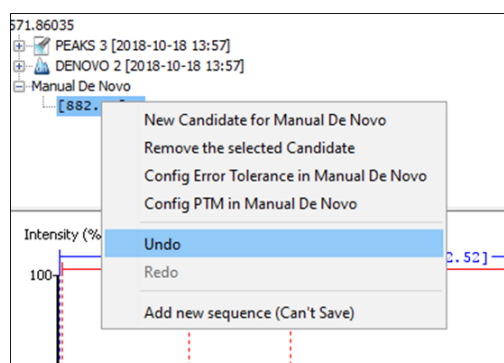 571.86035
PEAKS 3 [2018-10-18 13:57]
DENOVO 2 [2018-10-18 13:57]
Manual De Novo
[882.
New Candidate for Manual De Novo
Remove the selected Candidate
Config Error Tolerance in Manual De Novo
Config PTM in Manual De Novo
Intensity (%
Undo
2.52]
Redo
100
Add new sequence (Can't Save)